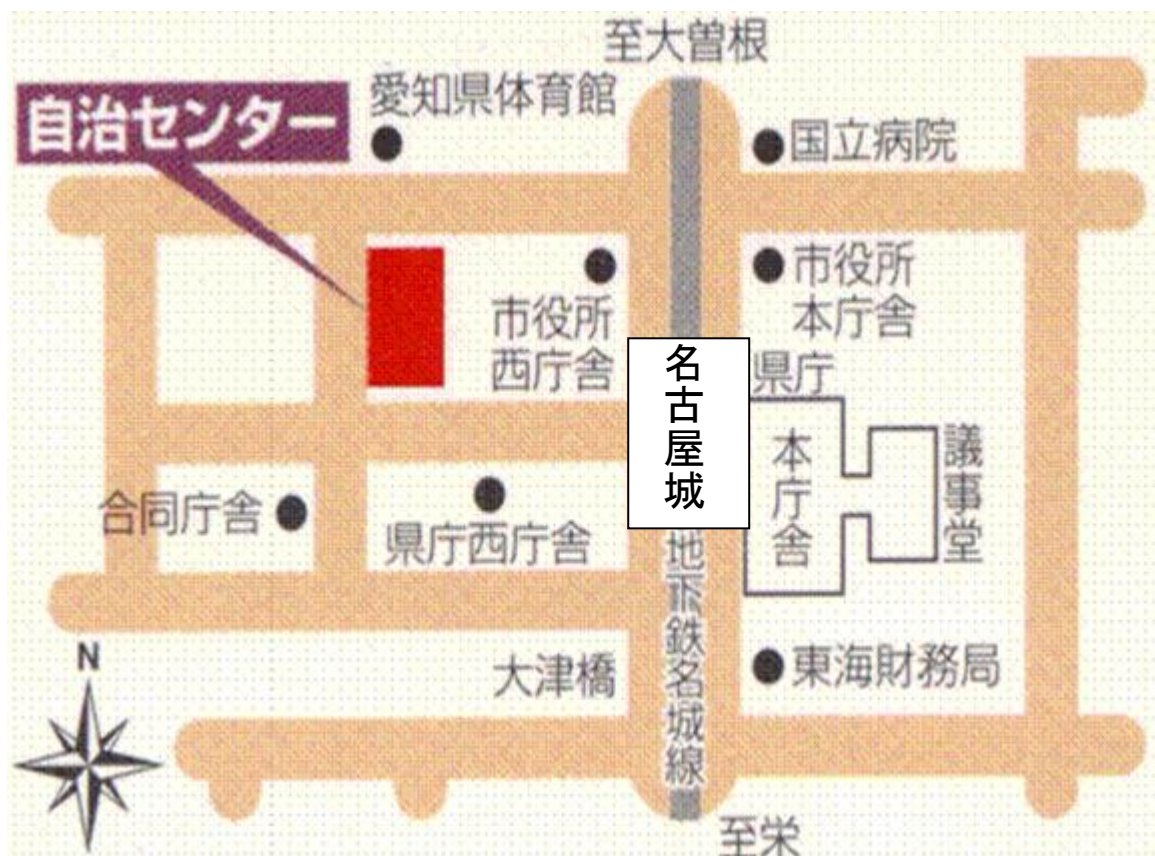 至大曽根
愛知県体育館
自治センター
国立病院
市役所
西庁舎
市役所
本庁舎
名古屋城
県庁
本庁舎
議事堂
合同庁舎
県庁西庁舎
地下鉄名城線
N
大津橋
東海財務局
至栄